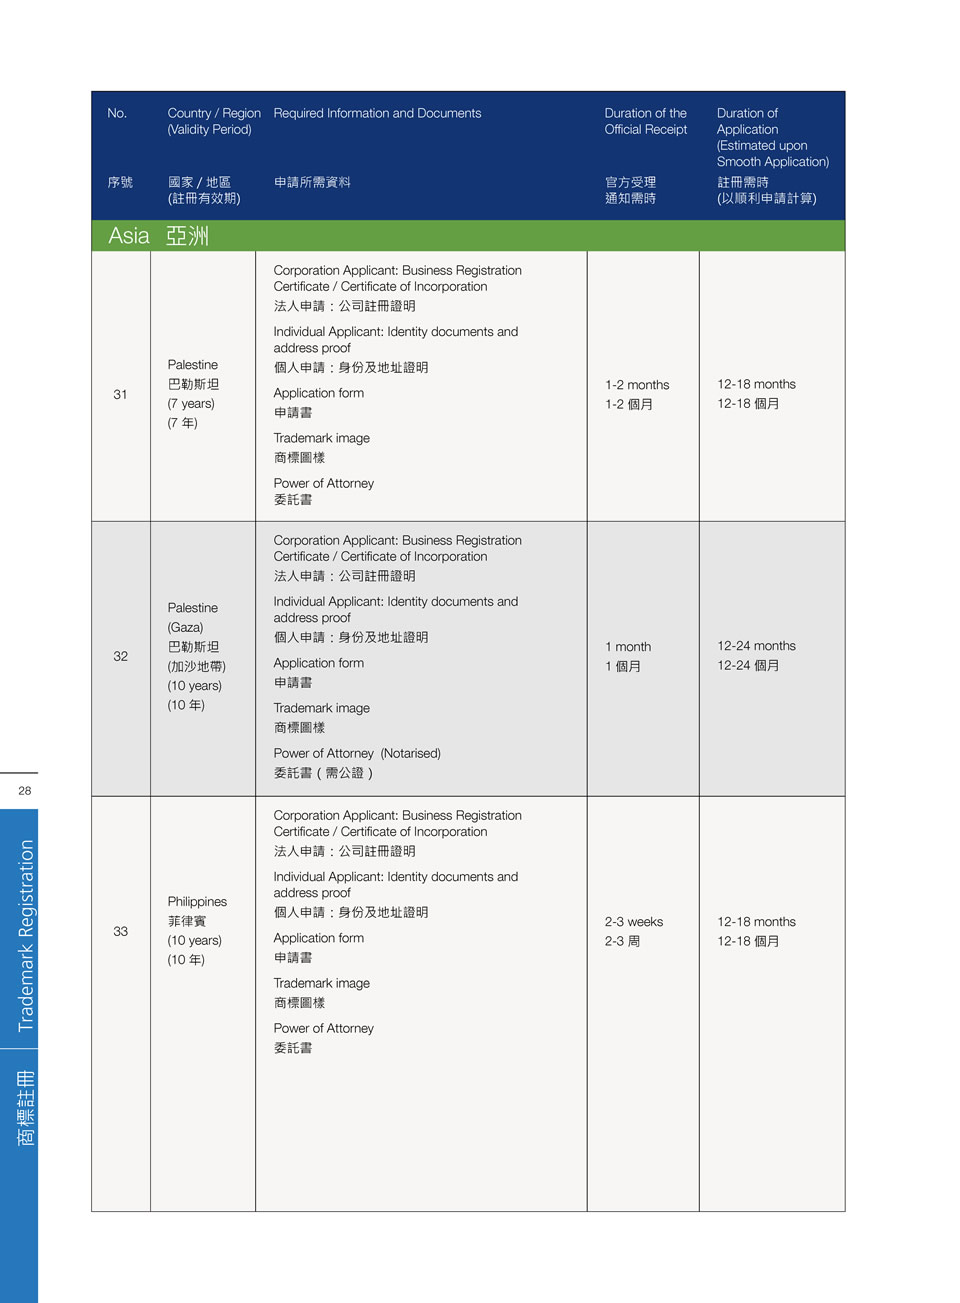 No.
Country / Region
(Validity Period)
Required Information and Documents
Duration of the
Official Receipt
Duration of
Application
(Estimated upon
Smooth Application)
序號
國家 / 地區
(註冊有效期)
申請所需資料
官方受理
通知需時
註冊需時
(以順利申請計算)
Asia 亞洲
31
Palestine
巴勒斯坦
(7 years)
(7 年)
Corporation Applicant: Business Registration
Certificate / Certificate of Incorporation
法人申請：公司註冊證明
Individual Applicant: Identity documents and
address proof
個人申請：身份及地址證明
Application form
申請書
Trademark image
商標圖樣
Power of Attorney
委託書
1-2 months
1-2 個月
12-18 months
12-18 個月
32
Palestine
(Gaza)
巴勒斯坦
(加沙地帶)
(10 years)
(10 年)
Corporation Applicant: Business Registration
Certificate / Certificate of Incorporation
法人申請：公司註冊證明
Individual Applicant: Identity documents and
address proof
個人申請：身份及地址證明
Application form
申請書
Trademark image
商標圖樣
Power of Attorney (Notarised)
委託書（需公證）
1 month
1 個月
12-24 months
12-24 個月
33
Philippines
菲律賓
(10 years)
(10 年)
Corporation Applicant: Business Registration
Certificate / Certificate of Incorporation
法人申請：公司註冊證明
Individual Applicant: Identity documents and
address proof
個人申請：身份及地址證明
Application form
申請書
Trademark image
商標圖樣
Power of Attorney
委託書
2-3 weeks
2-3 周
12-18 months
12-18 個月
28
Trademark Registration
商標註冊